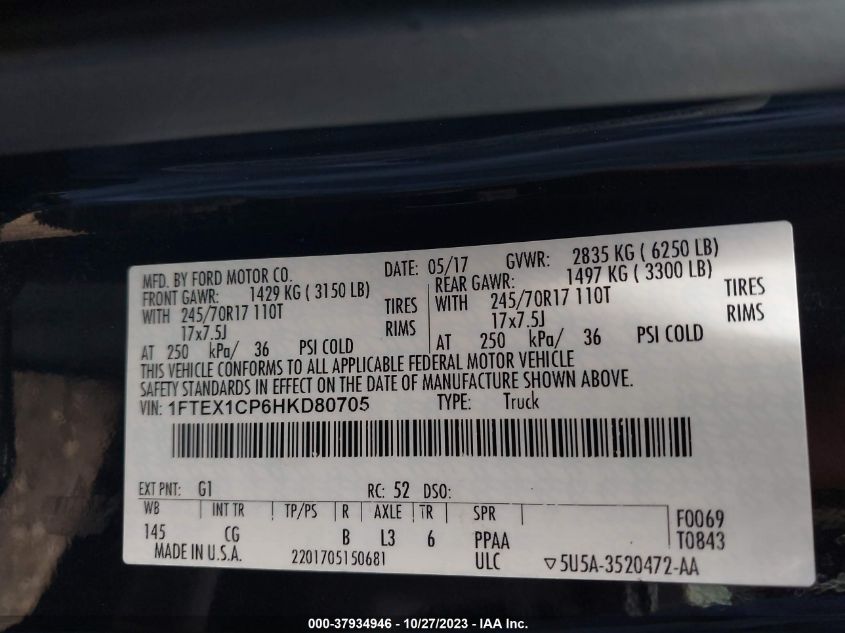 MFD. BY FORD MOTOR CO. DATE: 05/17 GVWR: 2835 KG ( 6250 LB)
FRONT GAWR: 1429 KG ( 3150 LB) REAR GAWR: 1497 KG ( 3300 LB)
WITH 245/70R17 110T TIRES WITH 245/70R17 110T TIRES
17x7.5J RIMS 17x7.5J RIMS
AT 250 kPa/ 36 PSI COLD AT 250 kPa/ 36 PSI COLD
THIS VEHICLE CONFORMS TO ALL APPLICABLE FEDERAL MOTOR VEHICLE
SAFETY STANDARDS IN EFFECT ON THE DATE OF MANUFACTURE SHOWN ABOVE.
VIN: 1FTEX1CP6HKD80705 TYPE: Truck
EXT PNT: G1 RC: 52 DSO:
WB INT TR TP/PS R AXLE TR SPR F0069
145 CG B L3 6 PPAA T0843
MADE IN U.S.A. 2201705150681 ULC ▽5U5A-3520472-AA
000-37934946 - 10/27/2023 - IAA Inc.